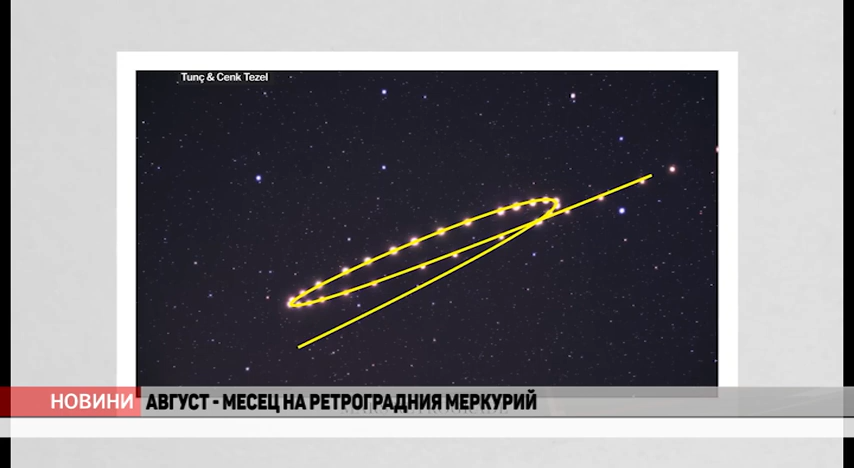 Tunç & Cenk Tezel
НОВИНИ
АВГУСТ - МЕСЕЦ НА РЕТРОГРАДНИЯ МЕРКУРИЙ